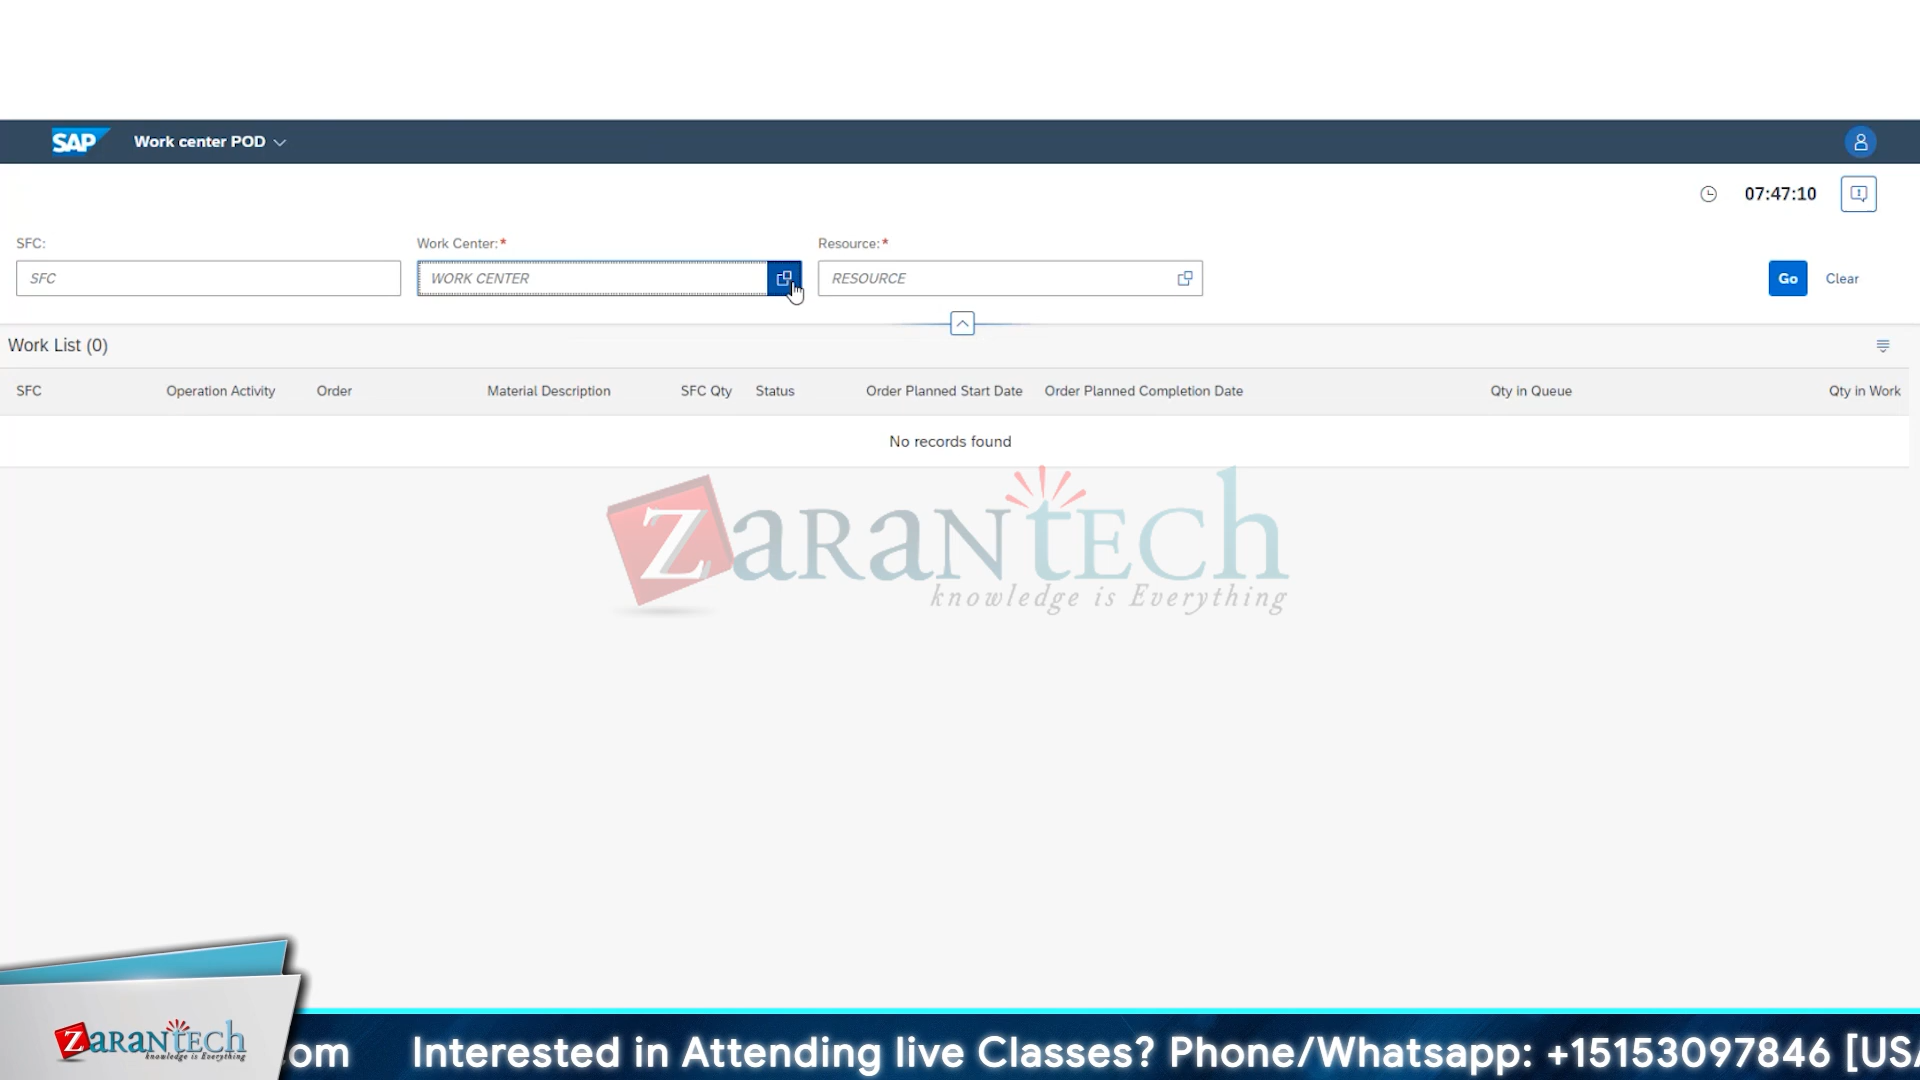 SAP Work center POD
07:47:10
SFC: Work Center:* Resource:*
SFC WORK CENTER RESOURCE Go Clear
Work List (0)
SFC Operation Activity Order Material Description SFC Qty Status Order Planned Start Date Order Planned Completion Date Qty in Queue Qty in Work
No records found
ZaranTech
knowledge is Everything
ZaranTech
knowledge is Everything
om Interested in Attending live Classes? Phone/Whatsapp: +15153097846 [USA